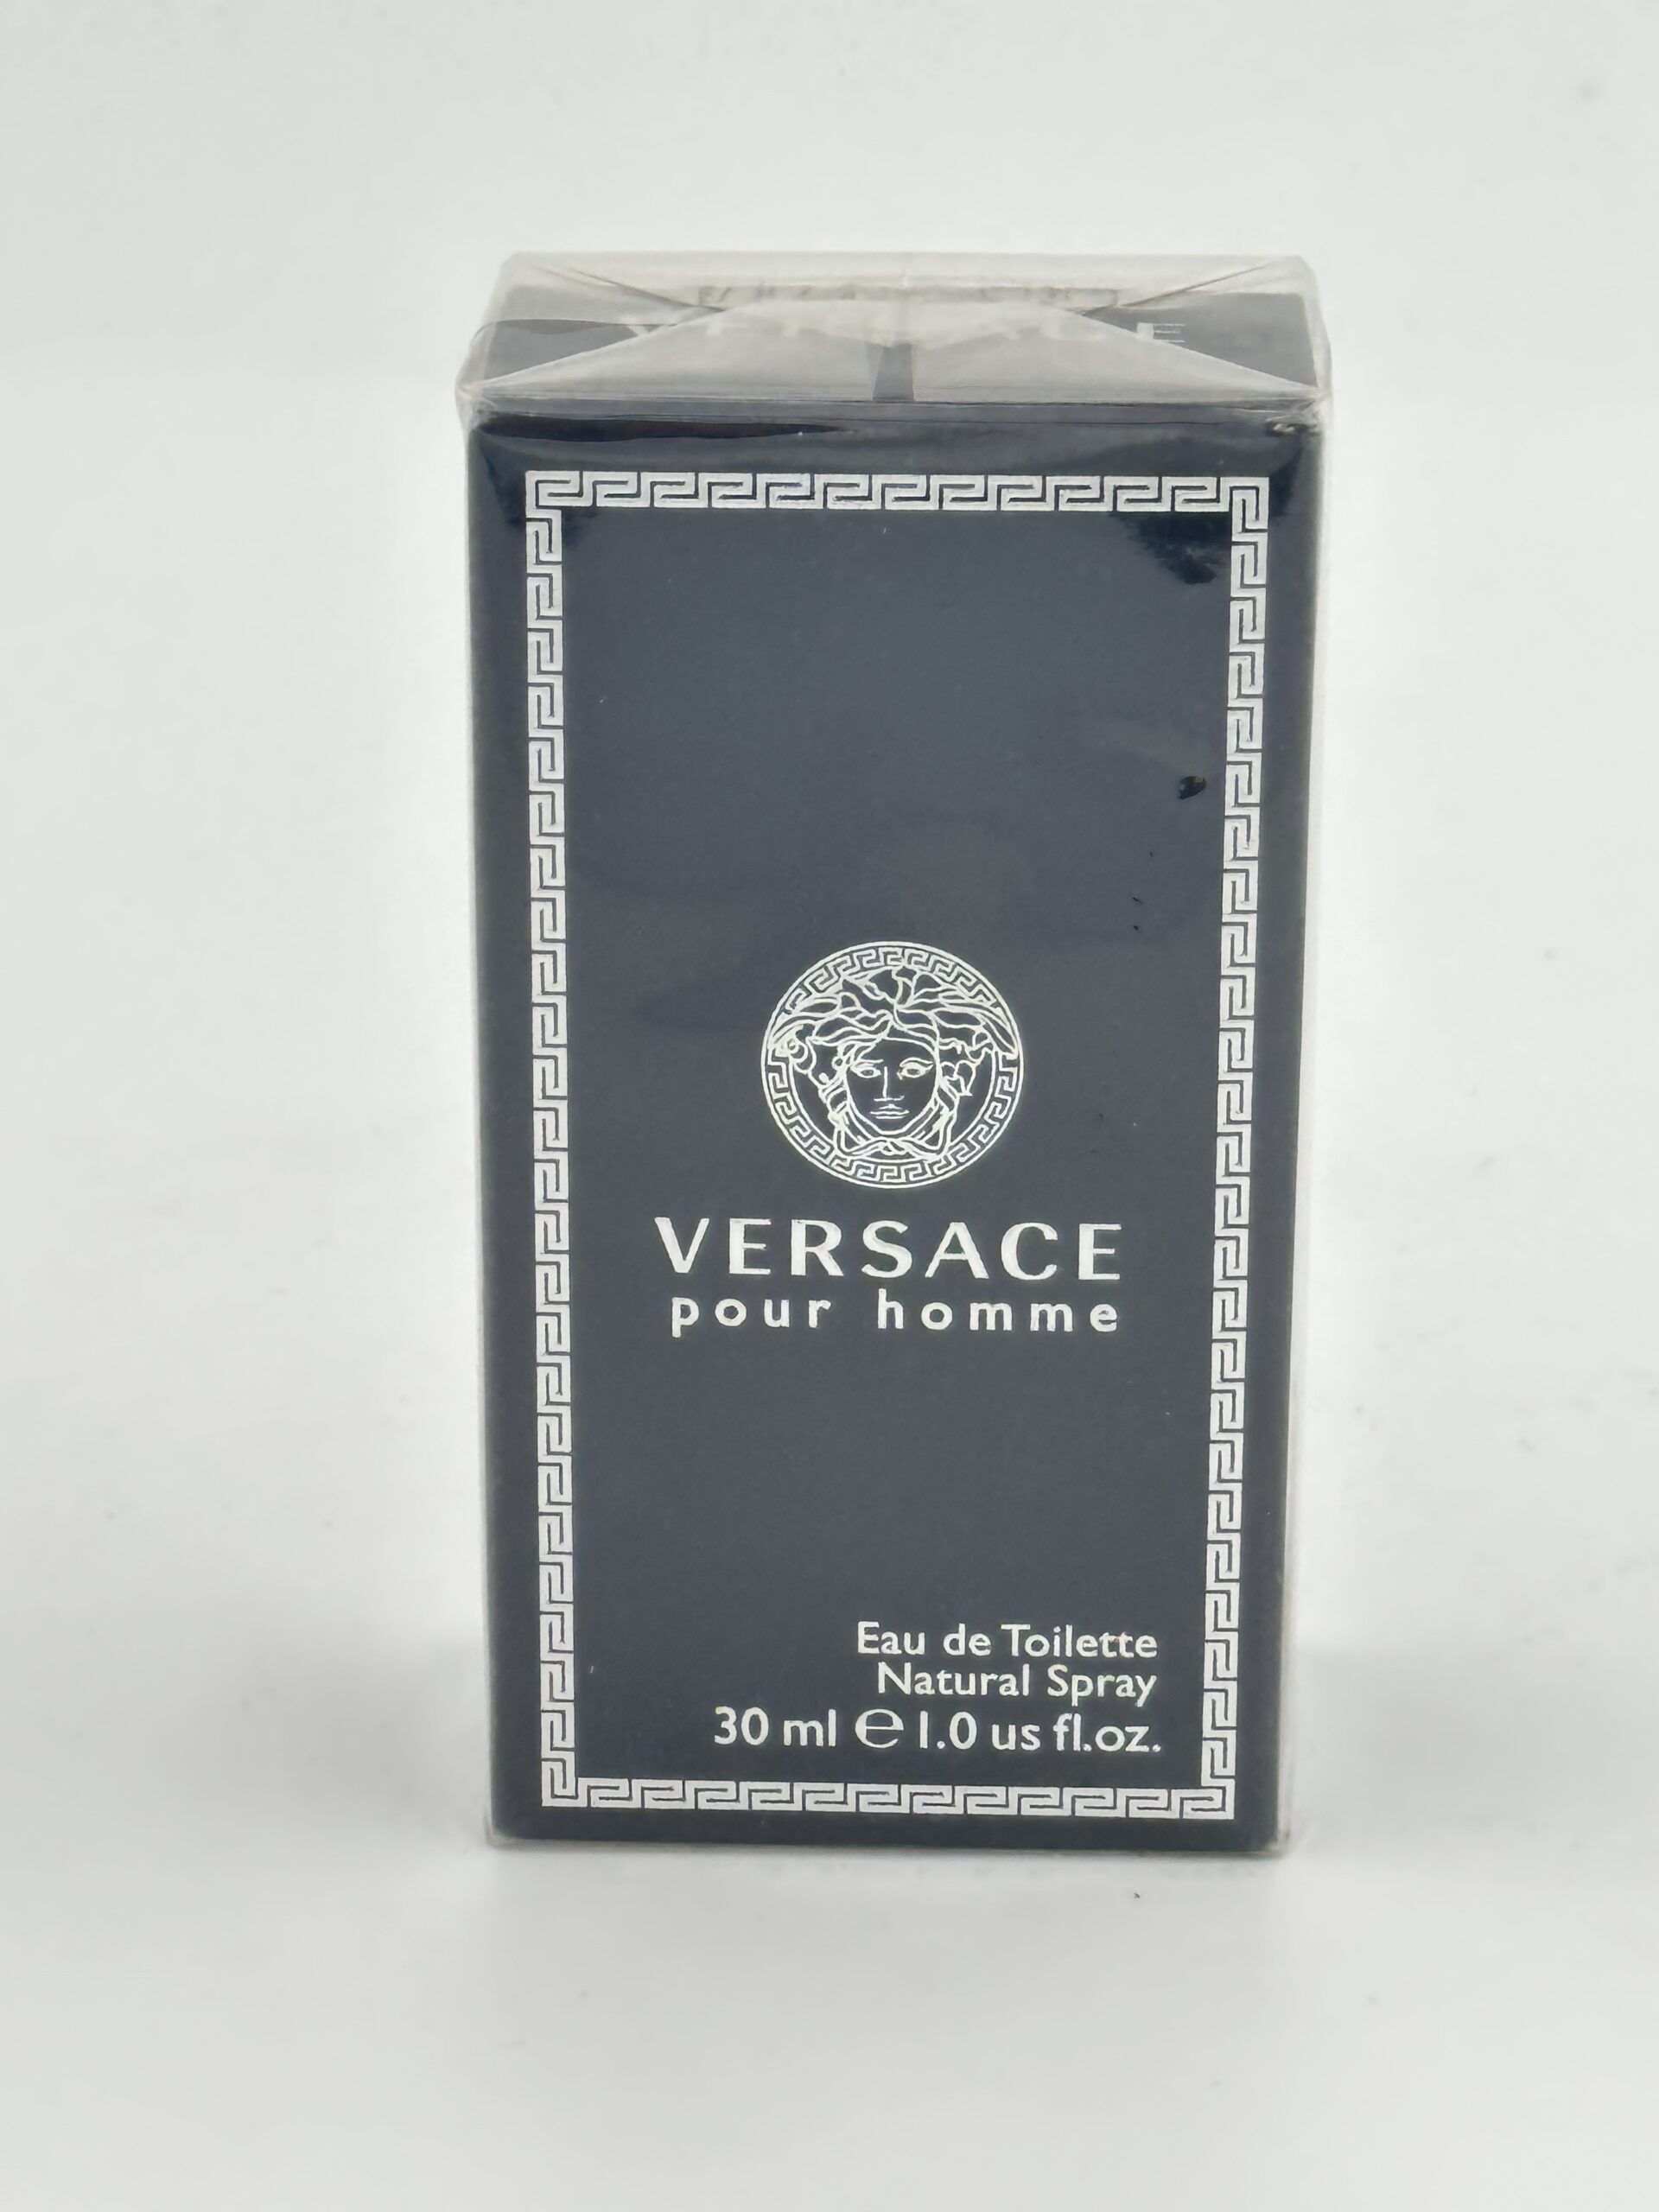 VERSACE
pour homme
Eau de Toilette
Natural Spray
30 ml ℮ 1.0 us fl.oz.